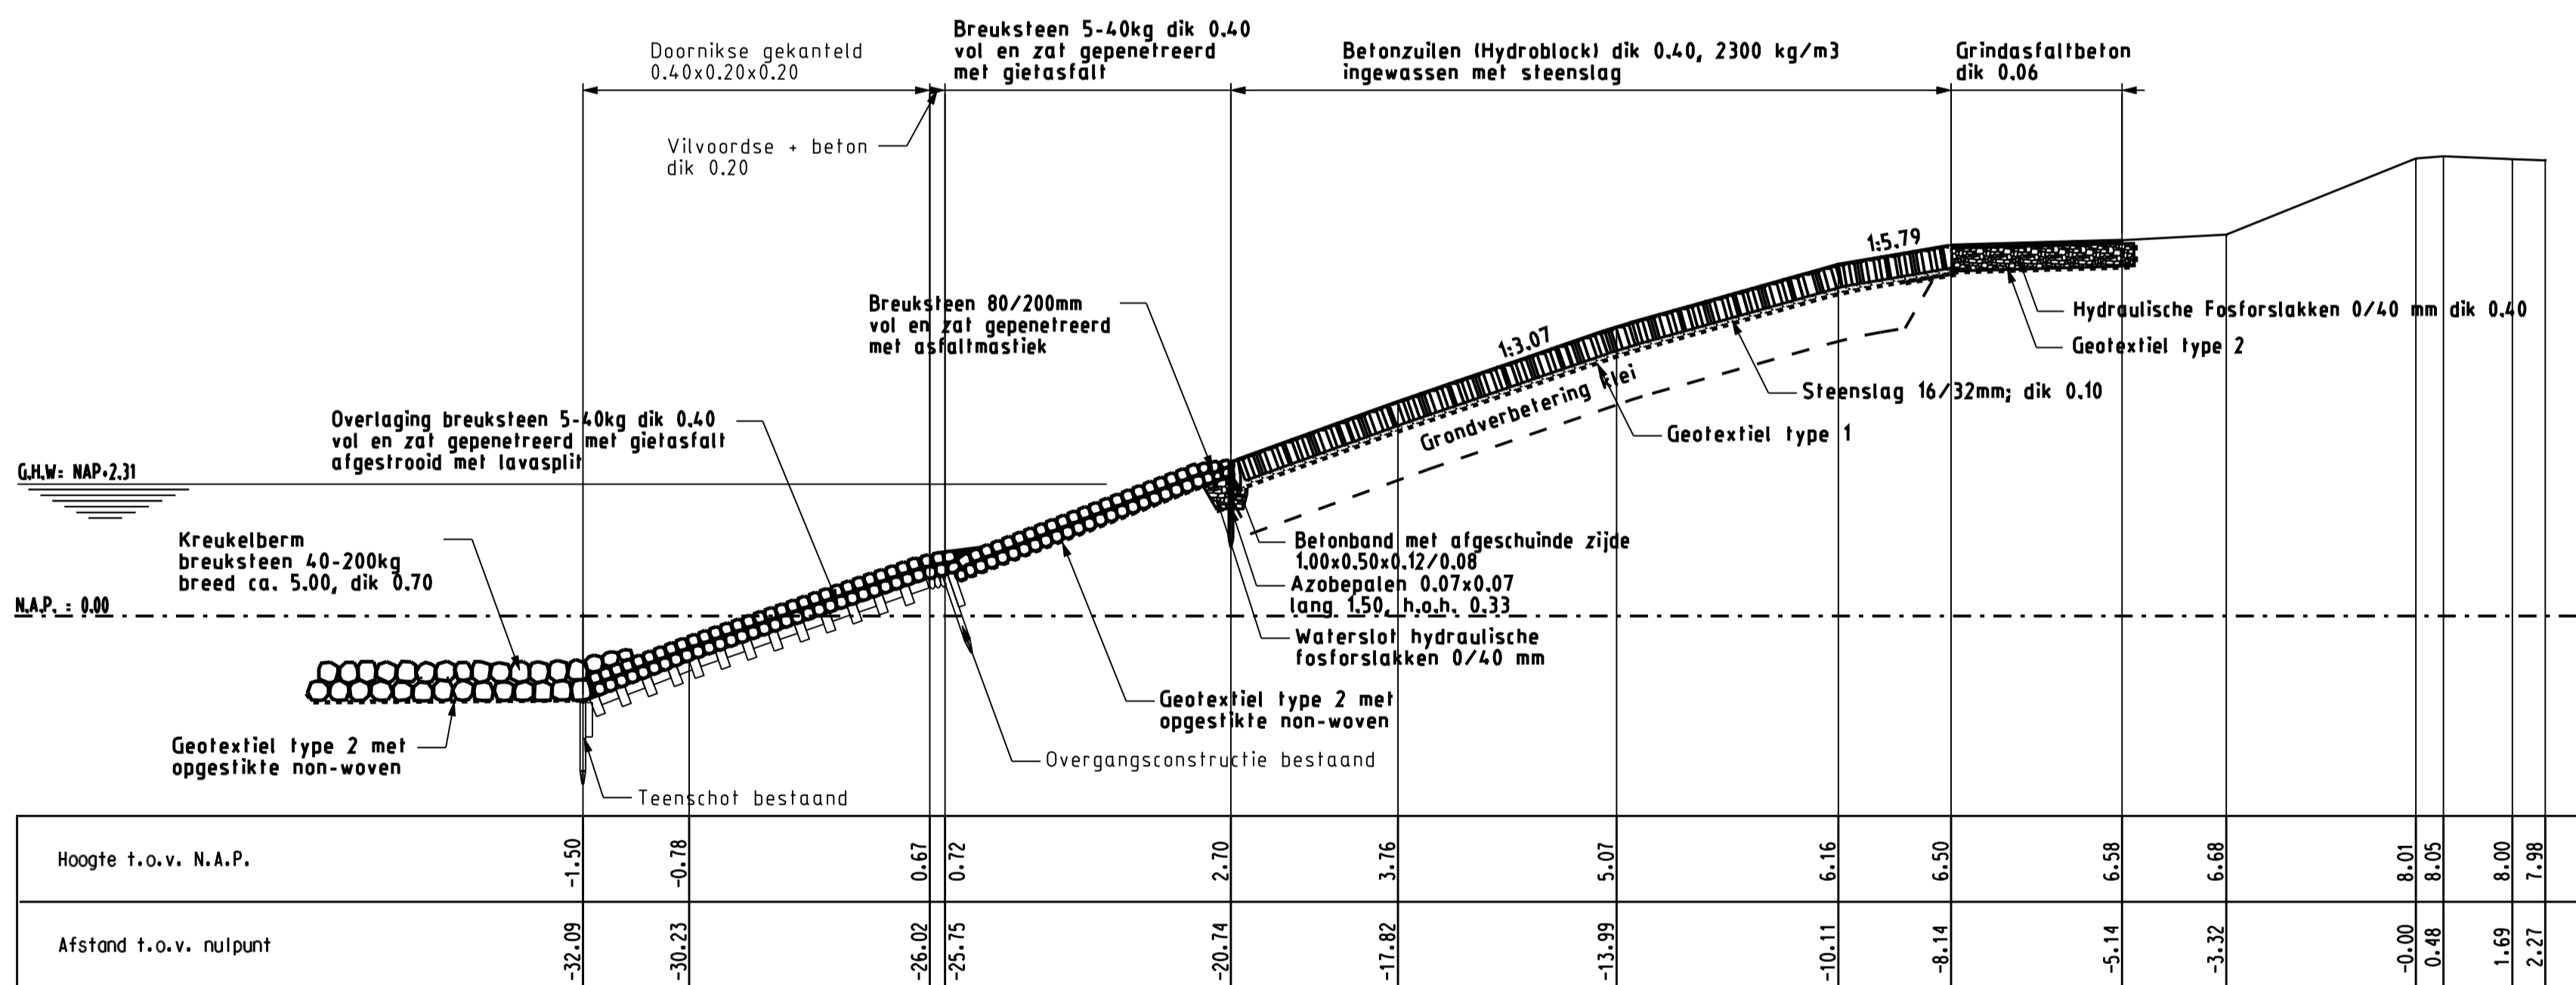 Doornikse gekanteld
0.40x0.20x0.20
Breuksteen 5-40kg dik 0.40
vol en zat gepenetreerd
met gietasfalt
Betonzuilen (Hydroblock) dik 0.40, 2300 kg/m3
ingewassen met steenslag
Grindasfaltbeton
dik 0.06
Vilvoordse + beton
dik 0.20
1:5.79
Breuksteen 80/200mm
vol en zat gepenetreerd
met asfaltmastiek
1:3.07
Hydraulische Fosforslakken 0/40 mm dik 0.40
Geotextiel type 2
Steenslag 16/32mm; dik 0.10
Grondverbetering klei
Geotextiel type 1
Overlaging breuksteen 5-40kg dik 0.40
vol en zat gepenetreerd met gietasfalt
afgestrooid met lavasplit
G.H.W= NAP+2.31
Kreukelberm
breuksteen 40-200kg
breed ca. 5.00, dik 0.70
N.A.P. = 0.00
Betonband met afgeschuinde zijde
1.00x0.50x0.12/0.08
Azobepalen 0.07x0.07
lang 1.50, h.o.h. 0.33
Waterslot hydraulische
fosforslakken 0/40 mm
Geotextiel type 2 met
opgestikte non-woven
Geotextiel type 2 met
opgestikte non-woven
Overgangsconstructie bestaand
Teenschot bestaand
Hoogte t.o.v. N.A.P.
-1.50
-0.78
0.67
0.72
2.70
3.76
5.07
6.16
6.50
6.58
6.68
8.01
8.05
8.00
7.98
Afstand t.o.v. nulpunt
-32.09
-30.23
-26.02
-25.75
-20.74
-17.82
-13.99
-10.11
-8.14
-5.14
-3.32
-0.00
0.48
1.69
2.27